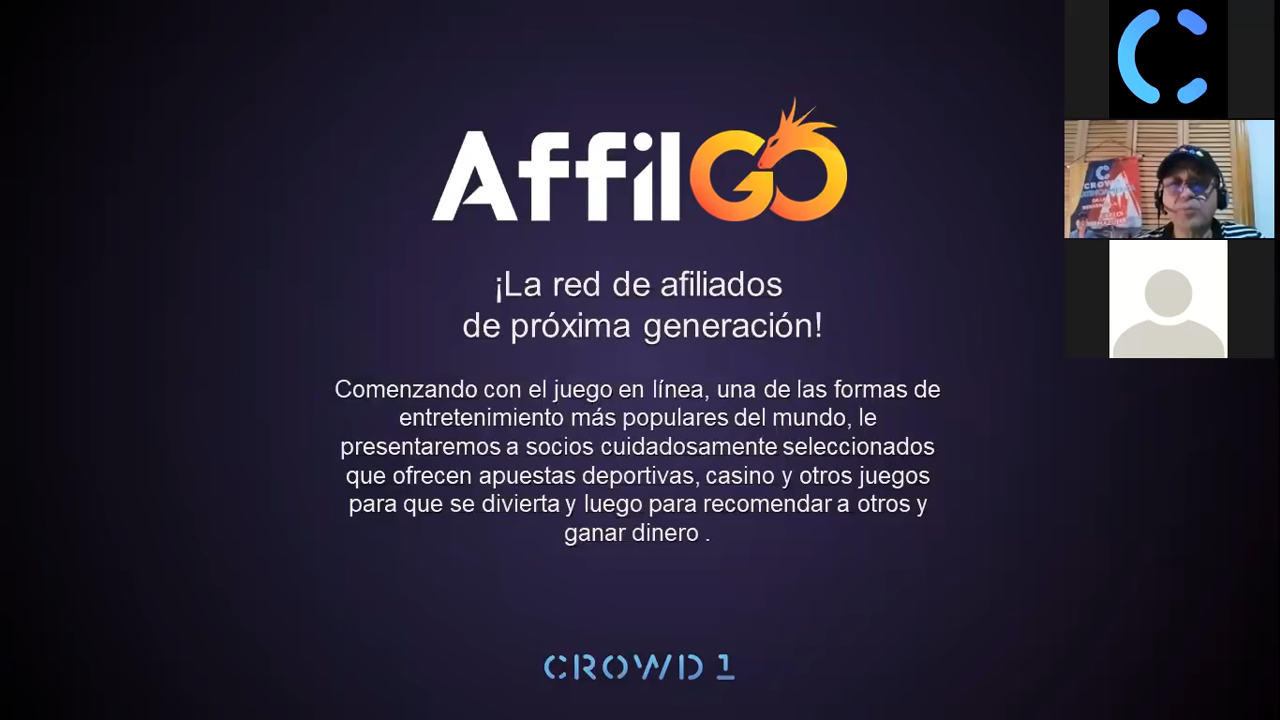 AffilGO
¡La red de afiliados
de próxima generación!
Comenzando con el juego en línea, una de las formas de
entretenimiento más populares del mundo, le
presentaremos a socios cuidadosamente seleccionados
que ofrecen apuestas deportivas, casino y otros juegos
para que se divierta y luego para recomendar a otros y
ganar dinero .
CROWD 1